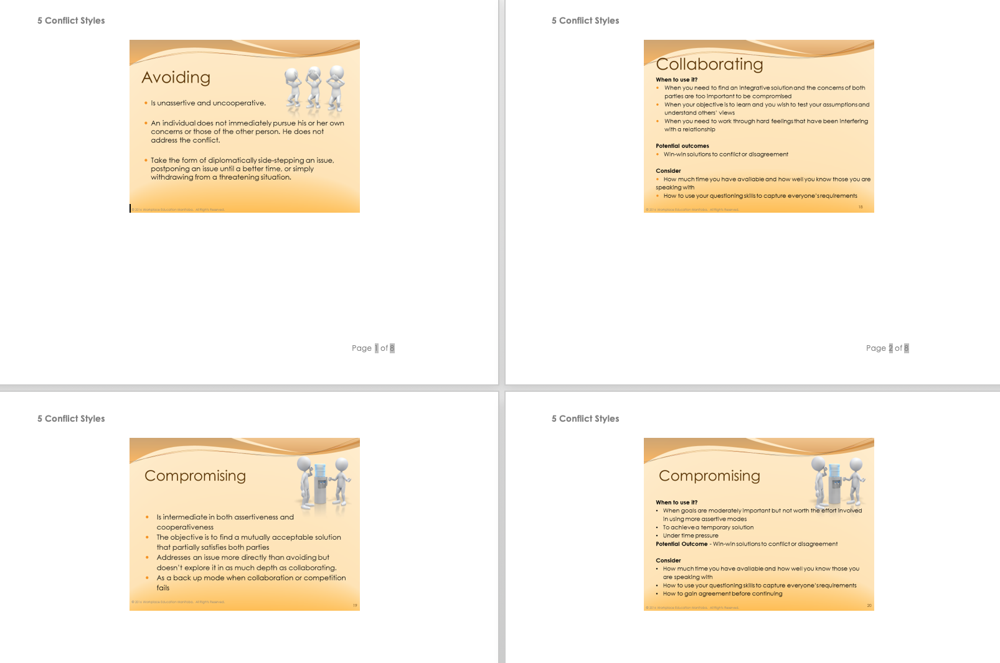 5 Conflict Styles
Avoiding
• Is unassertive and uncooperative.
• An individual does not immediately pursue his or her own
concerns or those of the other person. He does not
address the conflict.
• Take the form of diplomatically side-stepping an issue,
postponing an issue until a better time, or simply
withdrawing from a threatening situation.
© 2016 Workplace Education Manitoba. All Rights Reserved.
Page 1 of 8
5 Conflict Styles
Collaborating
When to use it?
• When you need to find an integrative solution and the concerns of both
parties are too important to be compromised
• When your objective is to learn and you wish to test your assumptions and
understand others' views
• When you need to work through hard feelings that have been interfering
with a relationship
Potential outcomes
• Win-win solutions to conflict or disagreement
Consider
• How much time you have available and how well you know those you are
speaking with
• How to use your questioning skills to capture everyone's requirements
© 2016 Workplace Education Manitoba. All Rights Reserved.
18
Page 2 of 8
5 Conflict Styles
Compromising
• Is intermediate in both assertiveness and
cooperativeness
• The objective is to find a mutually acceptable solution
that partially satisfies both parties
• Addresses an issue more directly than avoiding but
doesn't explore it in as much depth as collaborating.
• As a back up mode when collaboration or competition
fails
© 2016 Workplace Education Manitoba. All Rights Reserved.
19
5 Conflict Styles
Compromising
When to use it?
• When goals are moderately important but not worth the effort involved
in using more assertive modes
• To achieve a temporary solution
• Under time pressure
Potential Outcome - Win-win solutions to conflict or disagreement
Consider
• How much time you have available and how well you know those you
are speaking with
• How to use your questioning skills to capture everyone's requirements
• How to gain agreement before continuing
© 2016 Workplace Education Manitoba. All Rights Reserved.
20